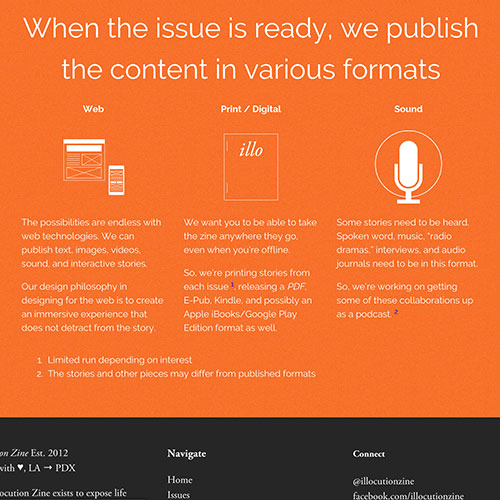 When the issue is ready, we publish
the content in various formats
Web
Print / Digital
Sound
illo
The possibilities are endless with
web technologies. We can
publish text, images, videos,
sound, and interactive stories.
Our design philosophy in
designing for the web is to create
an immersive experience that
does not detract from the story.
We want you to be able to take
the zine anywhere they go,
even when you're offline.
So, we're printing stories from
each issue 1, releasing a PDF,
E-Pub, Kindle, and possibly an
Apple iBooks/Google Play
Edition format as well.
Some stories need to be heard.
Spoken word, music, "radio
dramas," interviews, and audio
journals need to be in this format.
So, we're working on getting
some of these collaborations up
as a podcast. 2
1. Limited run depending on interest
2. The stories and other pieces may differ from published formats
on Zine Est. 2012
with ♥, LA → PDX
locution Zine exists to expose life
Navigate
Home
Issues
Connect
@illocutionzine
facebook.com/illocutionzine